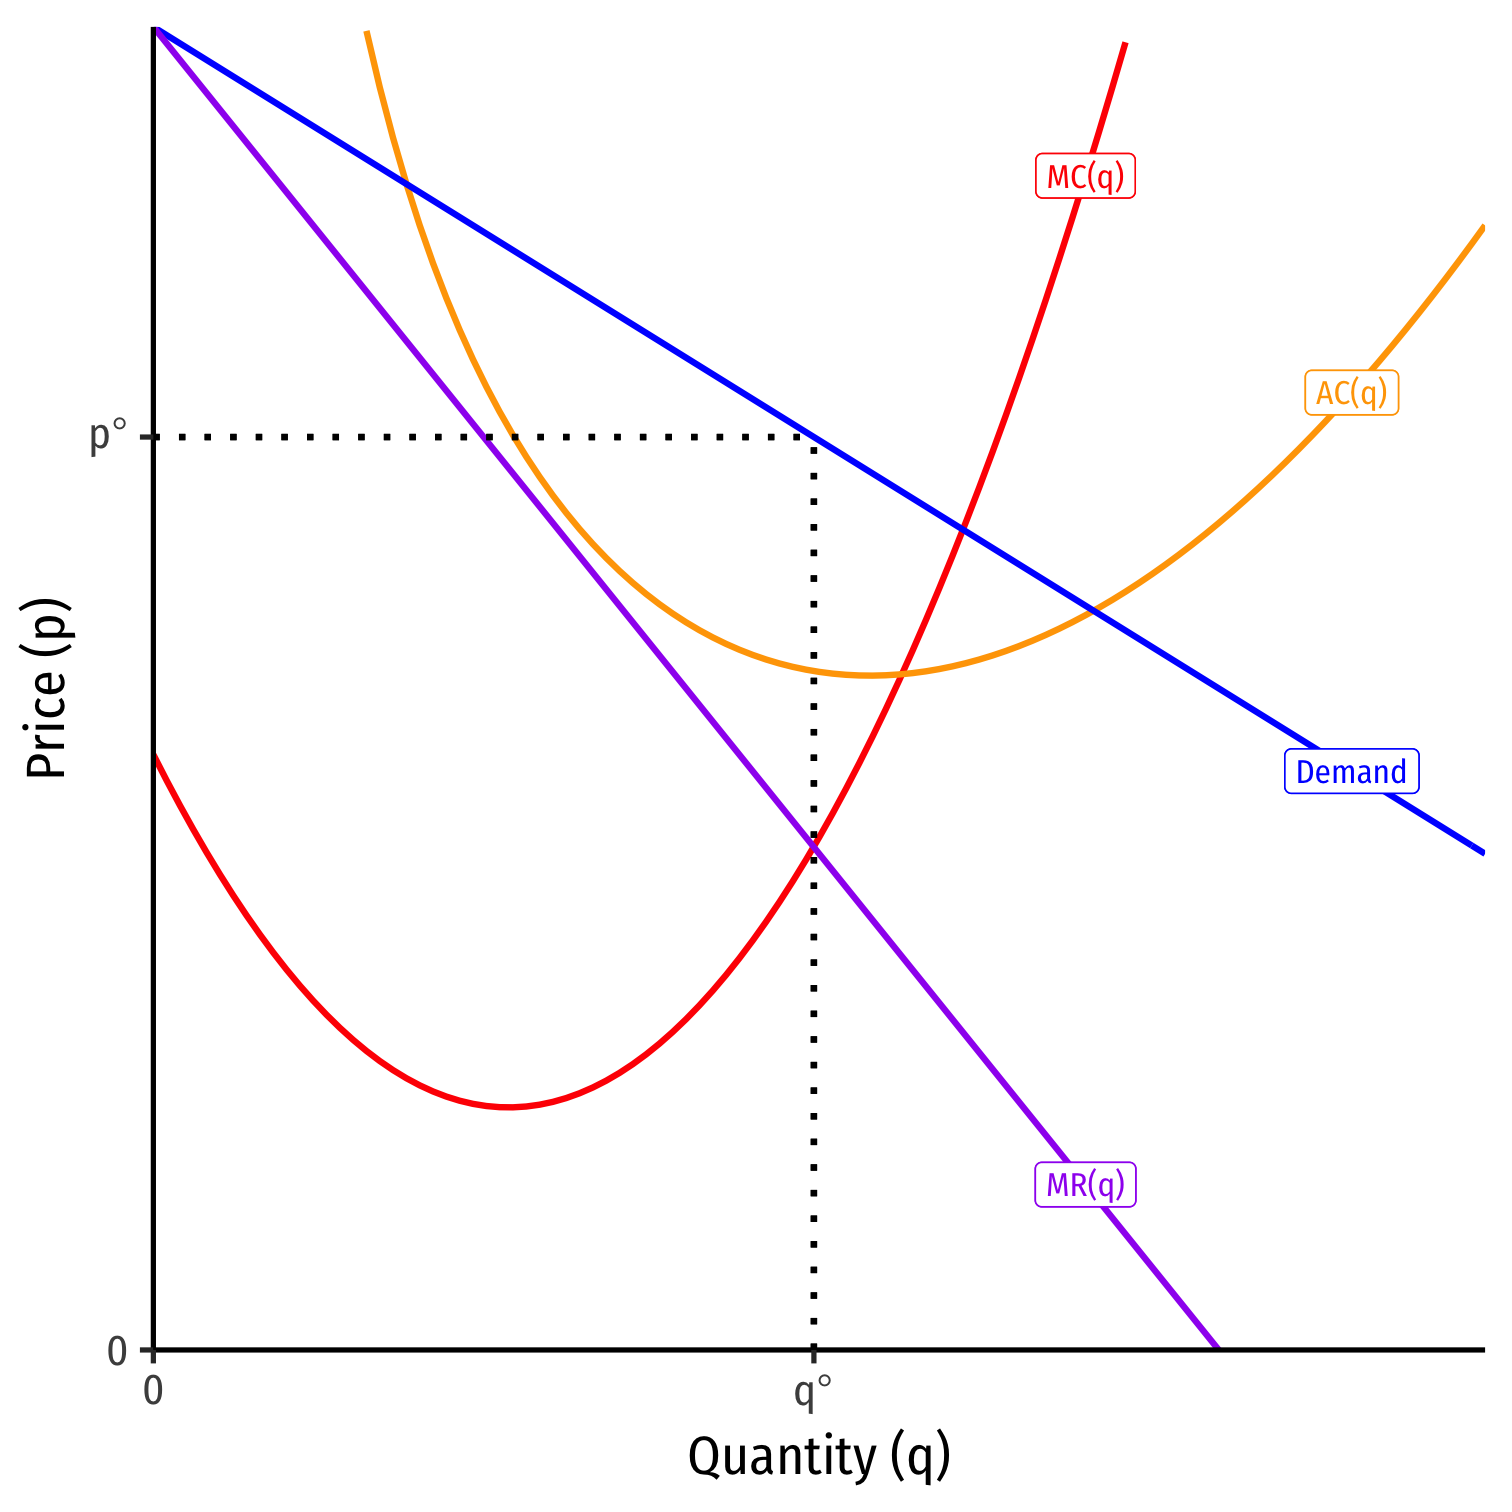 MC(q)
AC(q)
p°
Price (p)
Demand
MR(q)
0
0
q°
Quantity (q)